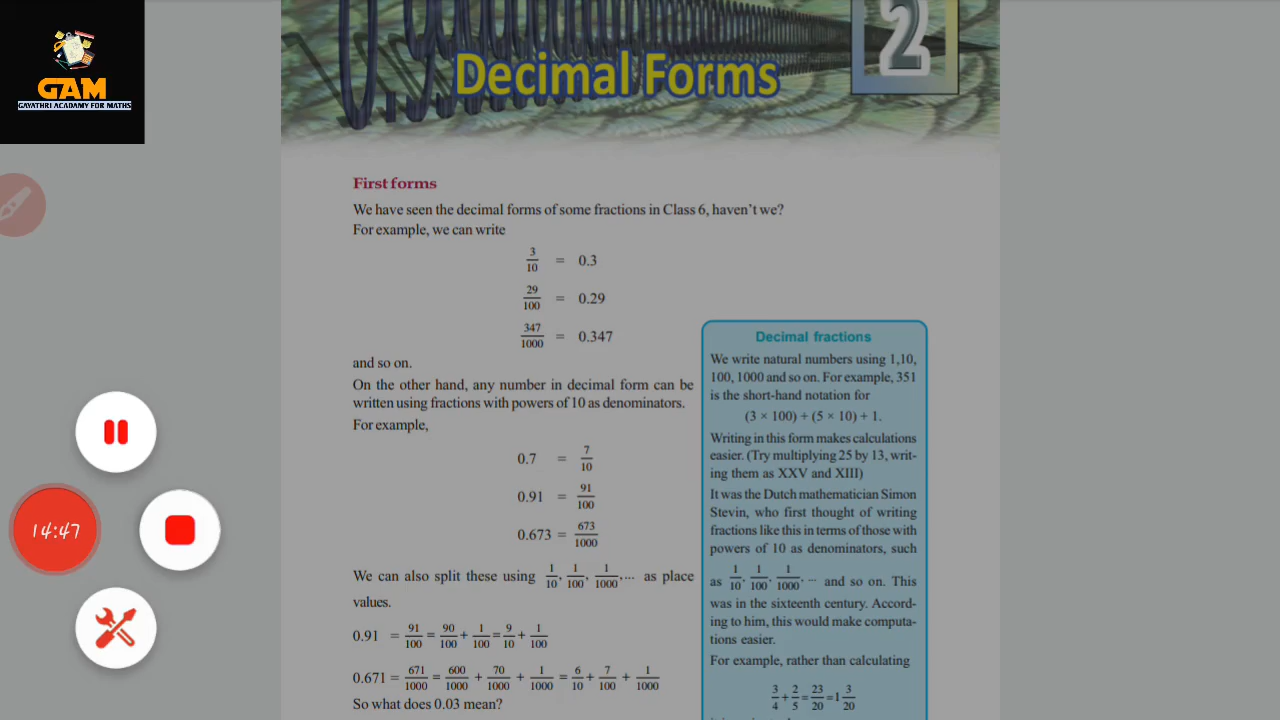 GAM
GAYATHRI ACADAMY FOR MATHS
2
Decimal Forms
First forms
We have seen the decimal forms of some fractions in Class 6, haven't we?
For example, we can write
3/10 = 0.3
29/100 = 0.29
347/1000 = 0.347
and so on.
On the other hand, any number in decimal form can be
written using fractions with powers of 10 as denominators.
For example,
0.7 = 7/10
0.91 = 91/100
0.673 = 673/1000
We can also split these using 1/10, 1/100, 1/1000, ... as place
values.
0.91 = 91/100 = 90/100 + 1/100 = 9/10 + 1/100
0.671 = 671/1000 = 600/1000 + 70/1000 + 1/1000 = 6/10 + 7/100 + 1/1000
So what does 0.03 mean?
Decimal fractions
We write natural numbers using 1,10,
100, 1000 and so on. For example, 351
is the short-hand notation for
(3 × 100) + (5 × 10) + 1.
Writing in this form makes calculations
easier. (Try multiplying 25 by 13, writ-
ing them as XXV and XIII)
It was the Dutch mathematician Simon
Stevin, who first thought of writing
fractions like this in terms of those with
powers of 10 as denominators, such
as 1/10, 1/100, 1/1000, ... and so on. This
was in the sixteenth century. Accord-
ing to him, this would make computa-
tions easier.
For example, rather than calculating
3/4 + 2/5 = 23/20 = 1 3/20
14:47